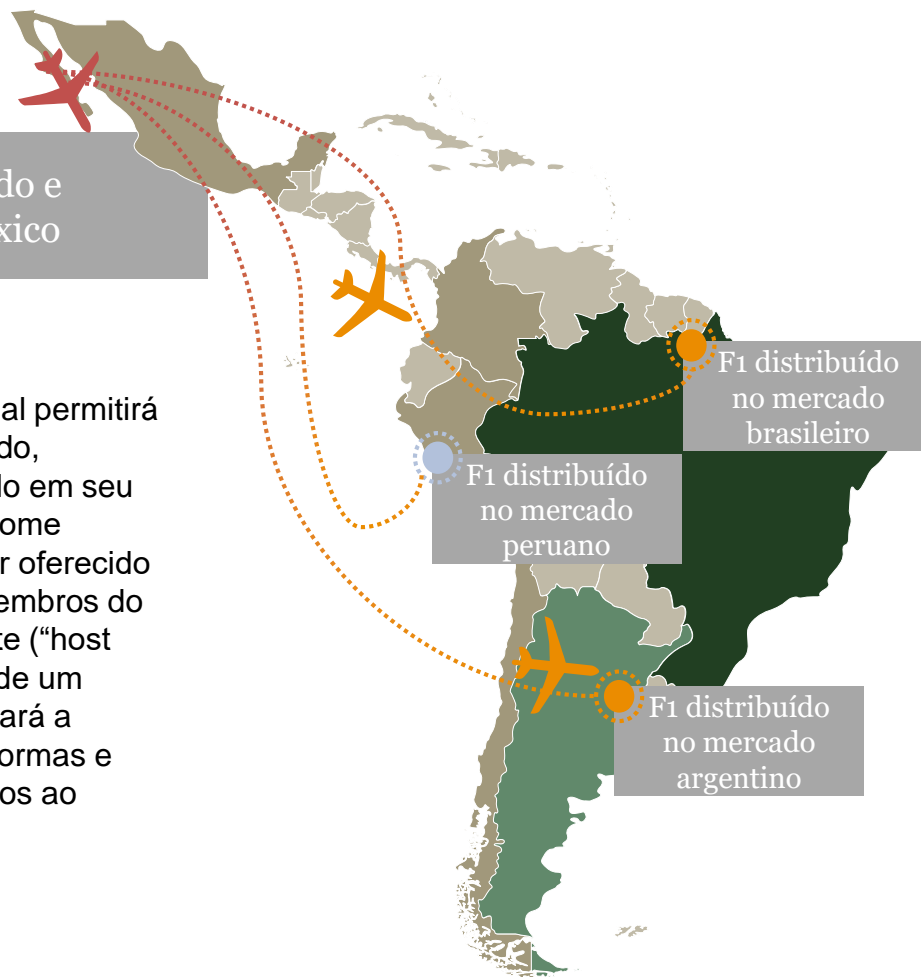 do e
xico
al permitirá
do,
do em seu
ome
r oferecido
embros do
te (“host
de um
ará a
ormas e
os ao
F1 distribuído
no mercado
brasileiro
F1 distribuído
no mercado
peruano
F1 distribuído
no mercado
argentino